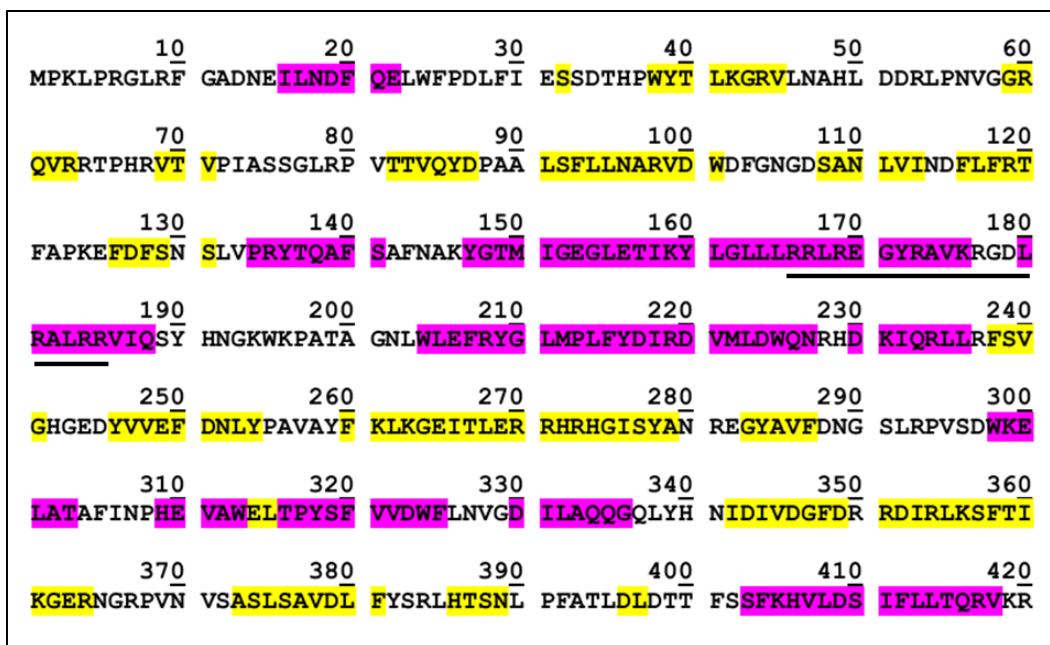 10 20 30 40 50 60
MPKLPRGLRF GADNEILNDF QELWFPDLFI ESSDTHPWYT LKGRVLNAHL DDRLPNVGGR
70 80 90 100 110 120
QVRRTPHRVT VPIASSGLRP VTTVQYDPAA LSFLLNARVD WDFGNGDSAN LVINDFLFRT
130 140 150 160 170 180
FAPKEFDFSN SLVPRYTQAF SAFNAKYGTM IGEGLETIKY LGLLLRRLRE GYRAVKRGDL
190 200 210 220 230 240
RALRRVIQSY HNGKWKPATA GNLWLEFRYG LMPLFYDIRD VMLDWQNRHD KIQRLLRFSV
250 260 270 280 290 300
GHGEDYVVEF DNLYPAVAYF KLKGEITLER RHRHGISYAN REGYAVFDNG SLRPVSDWKE
310 320 330 340 350 360
LATAFINPHE VAWELTPYSF VVDWFLNVGD ILAQQGQLYH NIDIVDGFDR RDIRLKSFTI
370 380 390 400 410 420
KGERNGRPVN VSASLSAVDL FYSRLHTSNL PFATLDLDTT FSSFKHVLDS IFLLTQRVKR